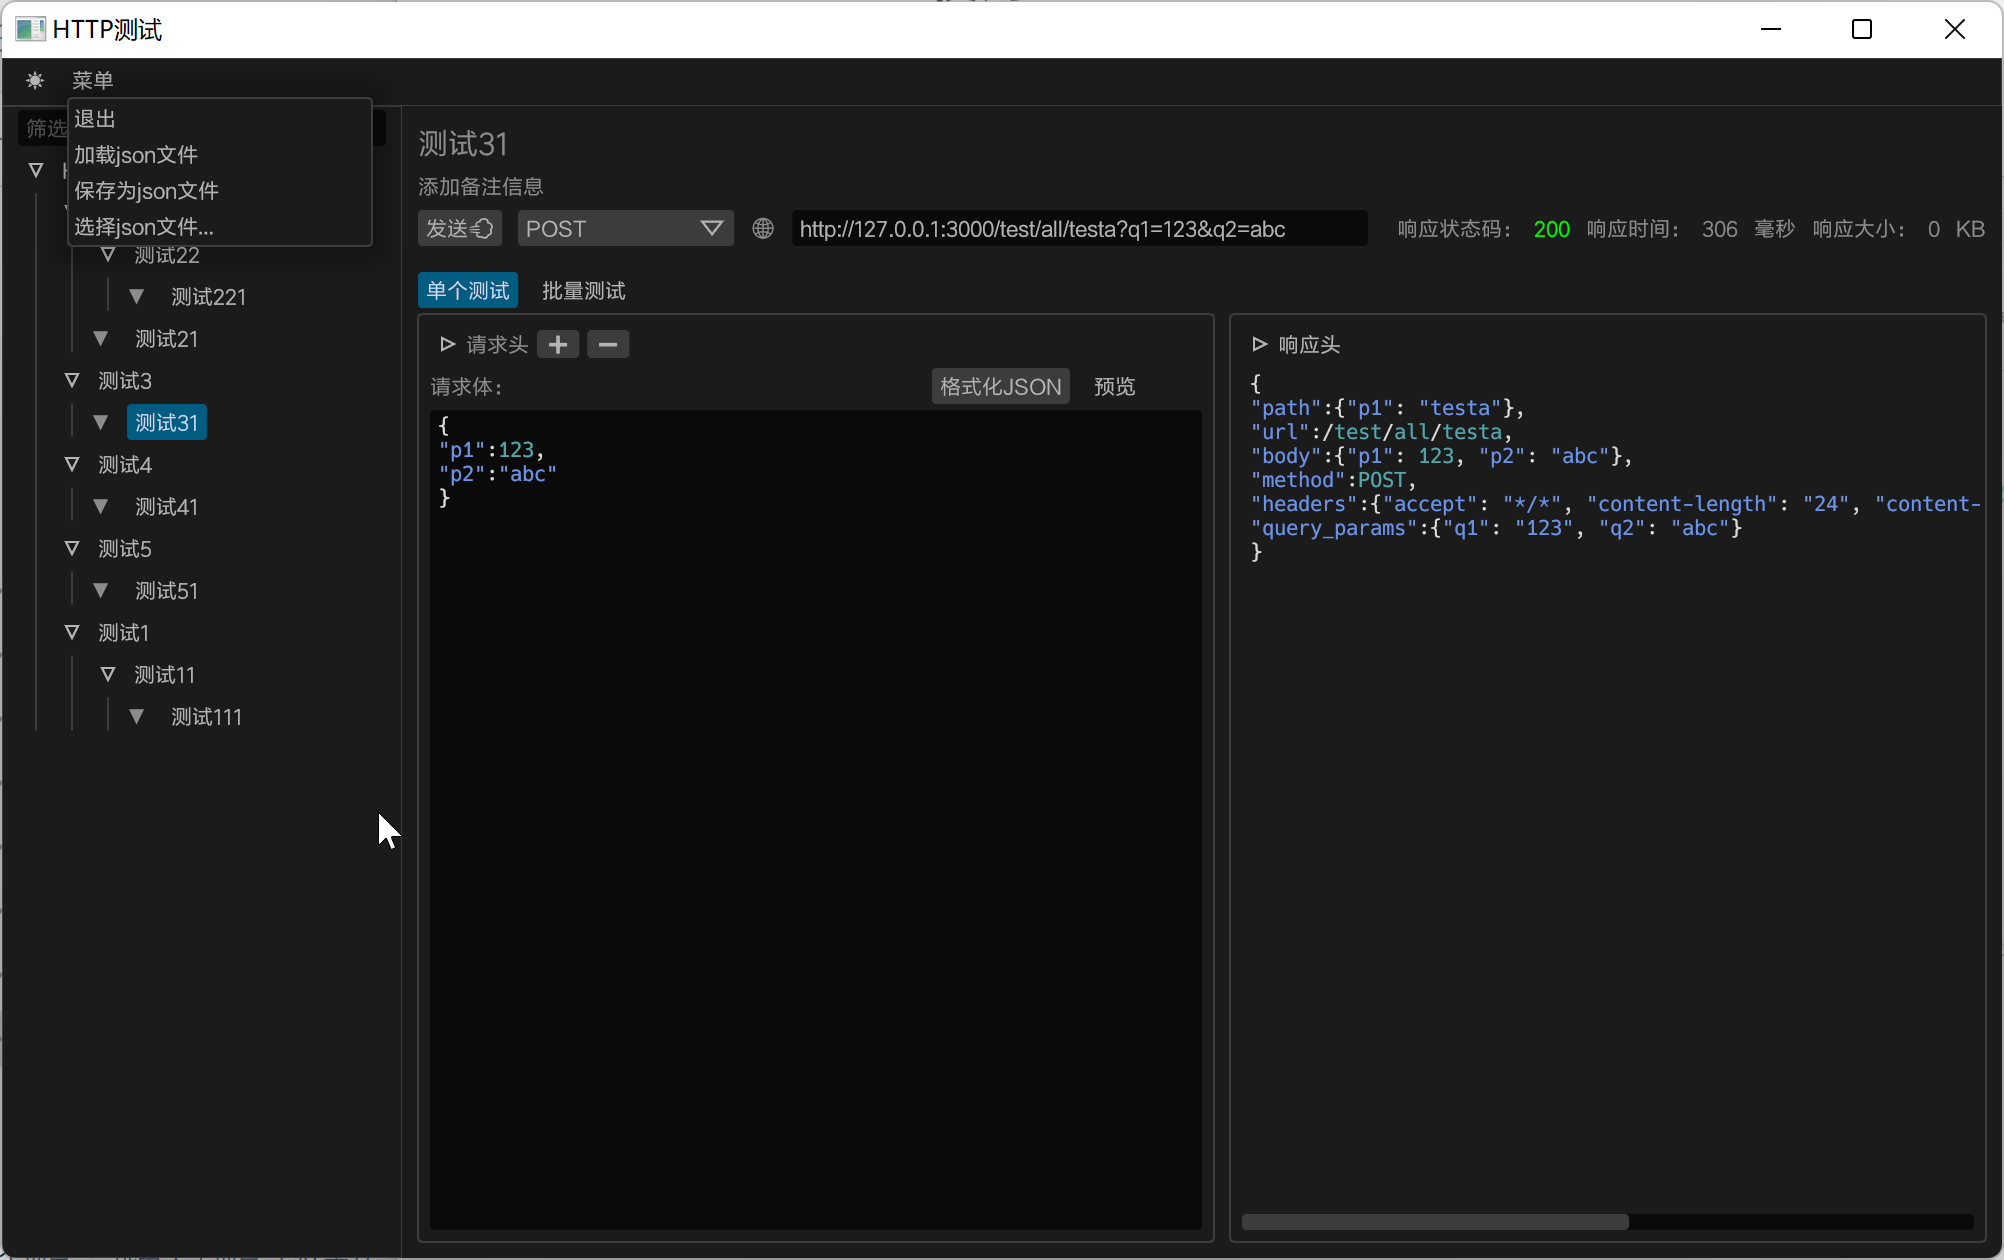 HTTP测试
菜单
退出
加载json文件
保存为json文件
选择json文件...
筛选
测试22
测试221
测试21
测试3
测试31
测试4
测试41
测试5
测试51
测试1
测试11
测试111
测试31
添加备注信息
发送 POST http://127.0.0.1:3000/test/all/testa?q1=123&q2=abc 响应状态码: 200 响应时间: 306 毫秒 响应大小: 0 KB
单个测试 批量测试
请求头
请求体: 格式化JSON 预览
{
"p1":123,
"p2":"abc"
}
响应头
{
"path":{"p1": "testa"},
"url":/test/all/testa,
"body":{"p1": 123, "p2": "abc"},
"method":POST,
"headers":{"accept": "*/*", "content-length": "24", "content-
"query_params":{"q1": "123", "q2": "abc"}
}